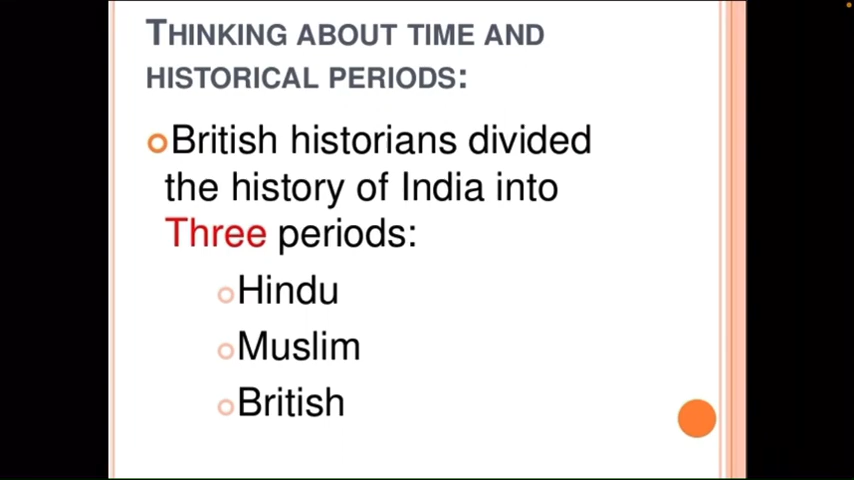 THINKING ABOUT TIME AND
HISTORICAL PERIODS:
British historians divided
the history of India into
Three periods:
Hindu
Muslim
British